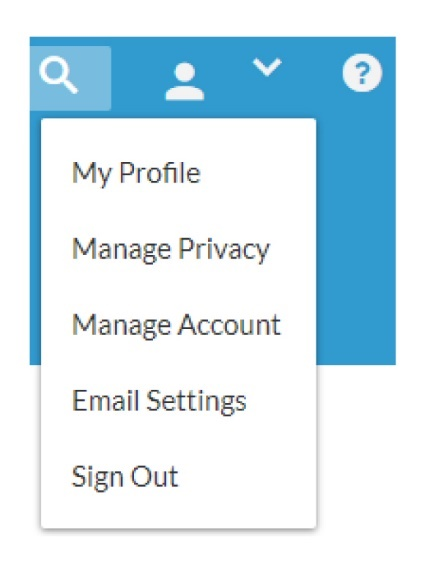 ?
My Profile
Manage Privacy
Manage Account
Email Settings
Sign Out